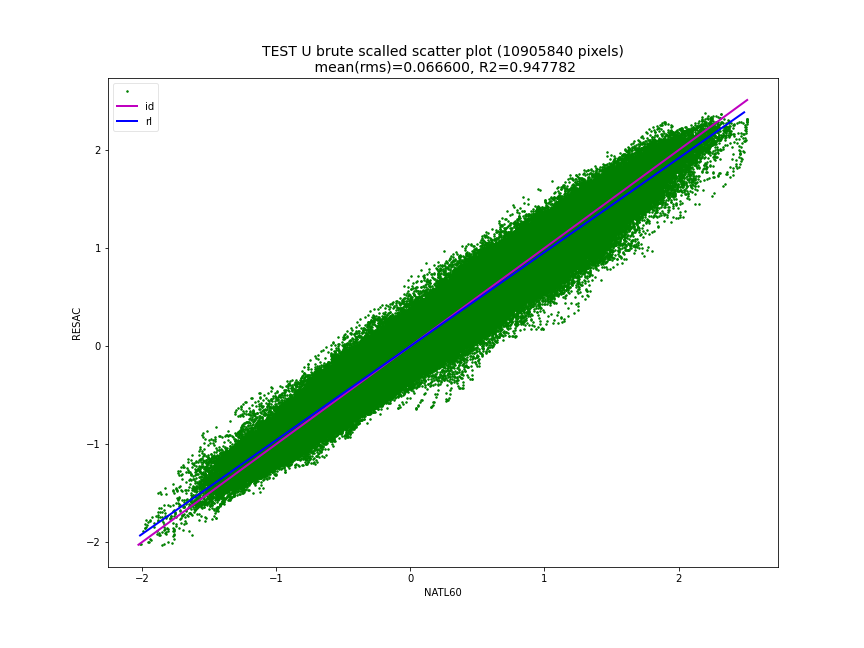 TEST U brute scalled scatter plot (10905840 pixels)
mean(rms)=0.066600, R2=0.947782
id
rl
2
1
0
−1
−2
RESAC
−2 −1 0 1 2
NATL60